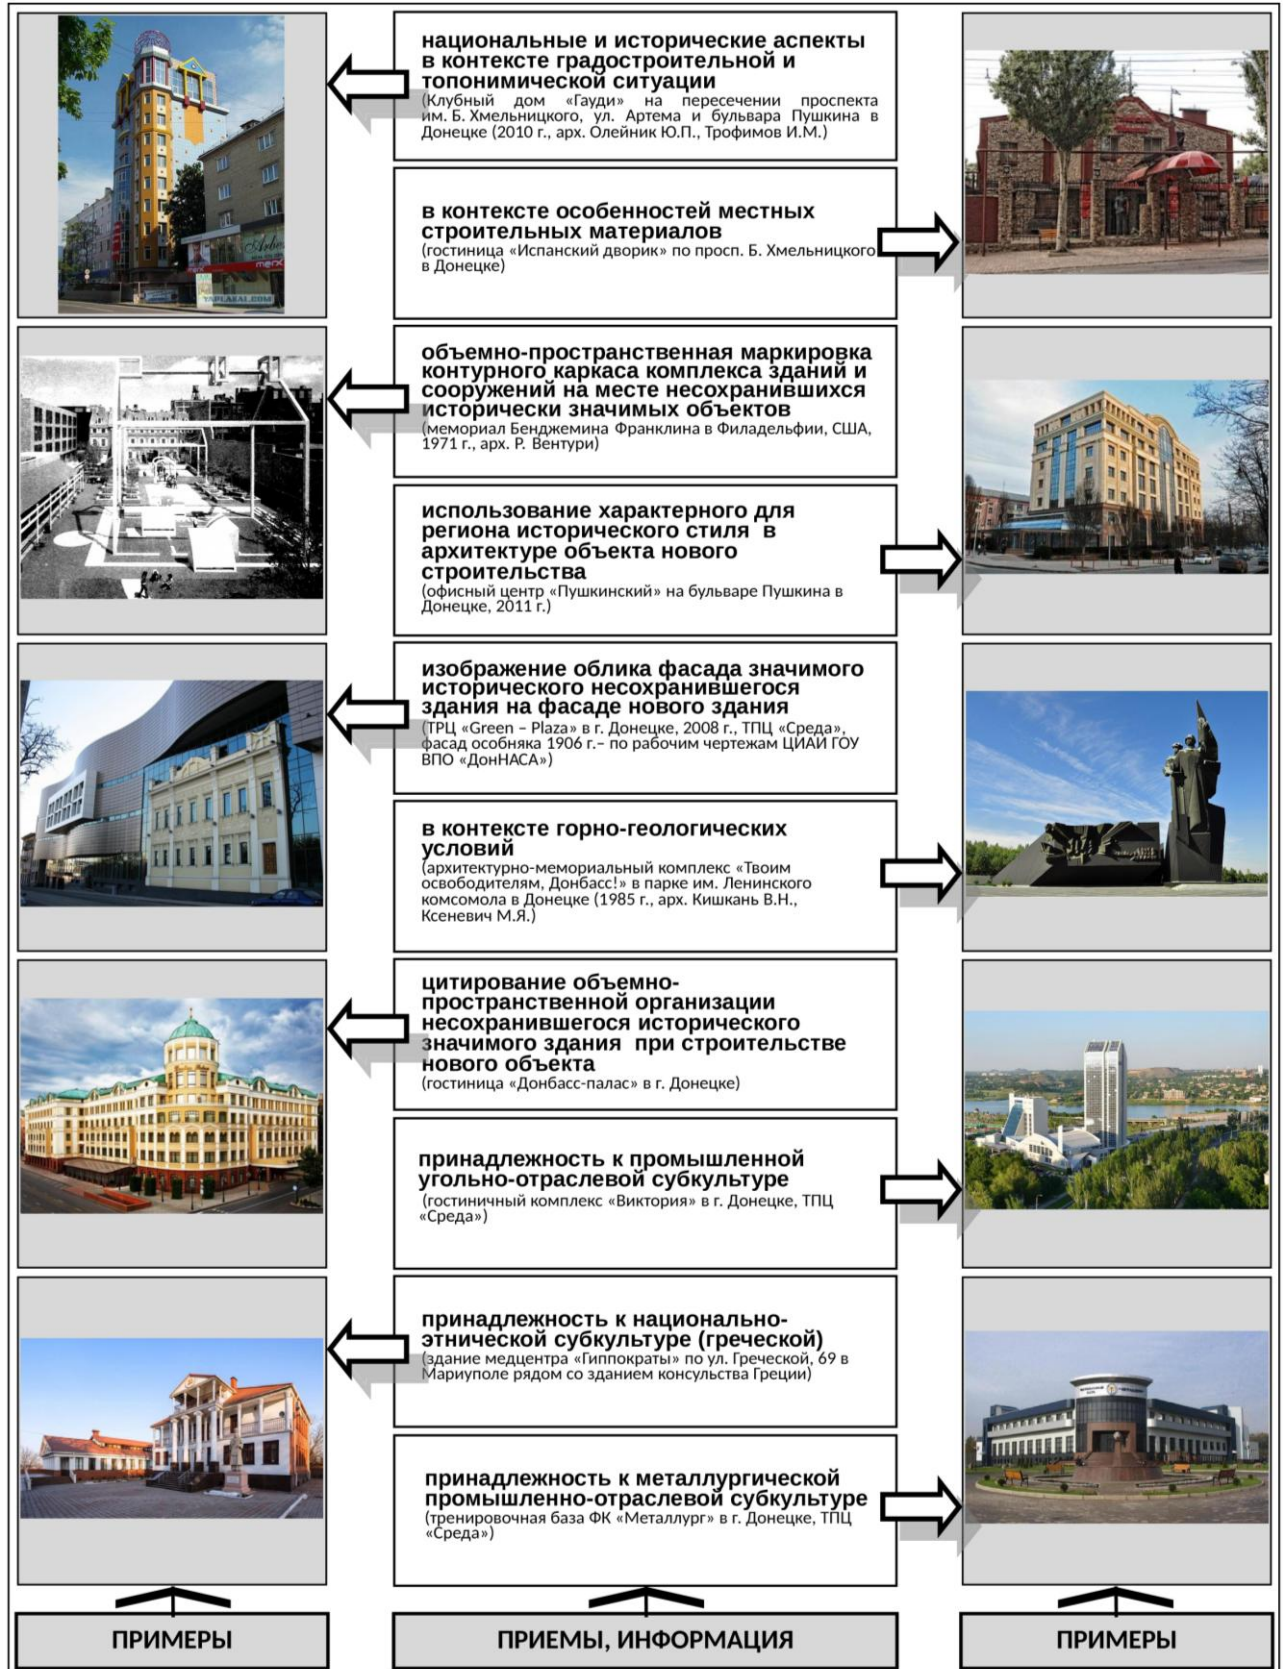 национальные и исторические аспекты
в контексте градостроительной и
топонимической ситуации
(Клубный дом «Гауди» на пересечении проспекта
им. Б. Хмельницкого, ул. Артема и бульвара Пушкина в
Донецке (2010 г., арх. Олейник Ю.П., Трофимов И.М.)
в контексте особенностей местных
строительных материалов
(гостиница «Испанский дворик» по просп. Б. Хмельницкого
в Донецке)
объемно-пространственная маркировка
контурного каркаса комплекса зданий и
сооружений на месте несохранившихся
исторически значимых объектов
(мемориал Бенджемина Франклина в Филадельфии, США,
1971 г., арх. Р. Вентури)
использование характерного для
региона исторического стиля в
архитектуре объекта нового
строительства
(офисный центр «Пушкинский» на бульваре Пушкина в
Донецке, 2011 г.)
изображение облика фасада значимого
исторического несохранившегося
здания на фасаде нового здания
(ТРЦ «Green – Plaza» в г. Донецке, 2008 г., ТПЦ «Среда»,
фасад особняка 1906 г.– по рабочим чертежам ЦИАИ ГОУ
ВПО «ДонНАСА»)
в контексте горно-геологических
условий
(архитектурно-мемориальный комплекс «Твоим
освободителям, Донбасс!» в парке им. Ленинского
комсомола в Донецке (1985 г., арх. Кишкань В.Н.,
Ксеневич М.Я.)
цитирование объемно-
пространственной организации
несохранившегося исторического
значимого здания при строительстве
нового объекта
(гостиница «Донбасс-палас» в г. Донецке)
принадлежность к промышленной
угольно-отраслевой субкультуре
(гостиничный комплекс «Виктория» в г. Донецке, ТПЦ
«Среда»)
принадлежность к национально-
этнической субкультуре (греческой)
(здание медцентра «Гиппократы» по ул. Греческой, 69 в
Мариуполе рядом со зданием консульства Греции)
принадлежность к металлургической
промышленно-отраслевой субкультуре
(тренировочная база ФК «Металлург» в г. Донецке, ТПЦ
«Среда»)
ПРИМЕРЫ
ПРИЕМЫ, ИНФОРМАЦИЯ
ПРИМЕРЫ